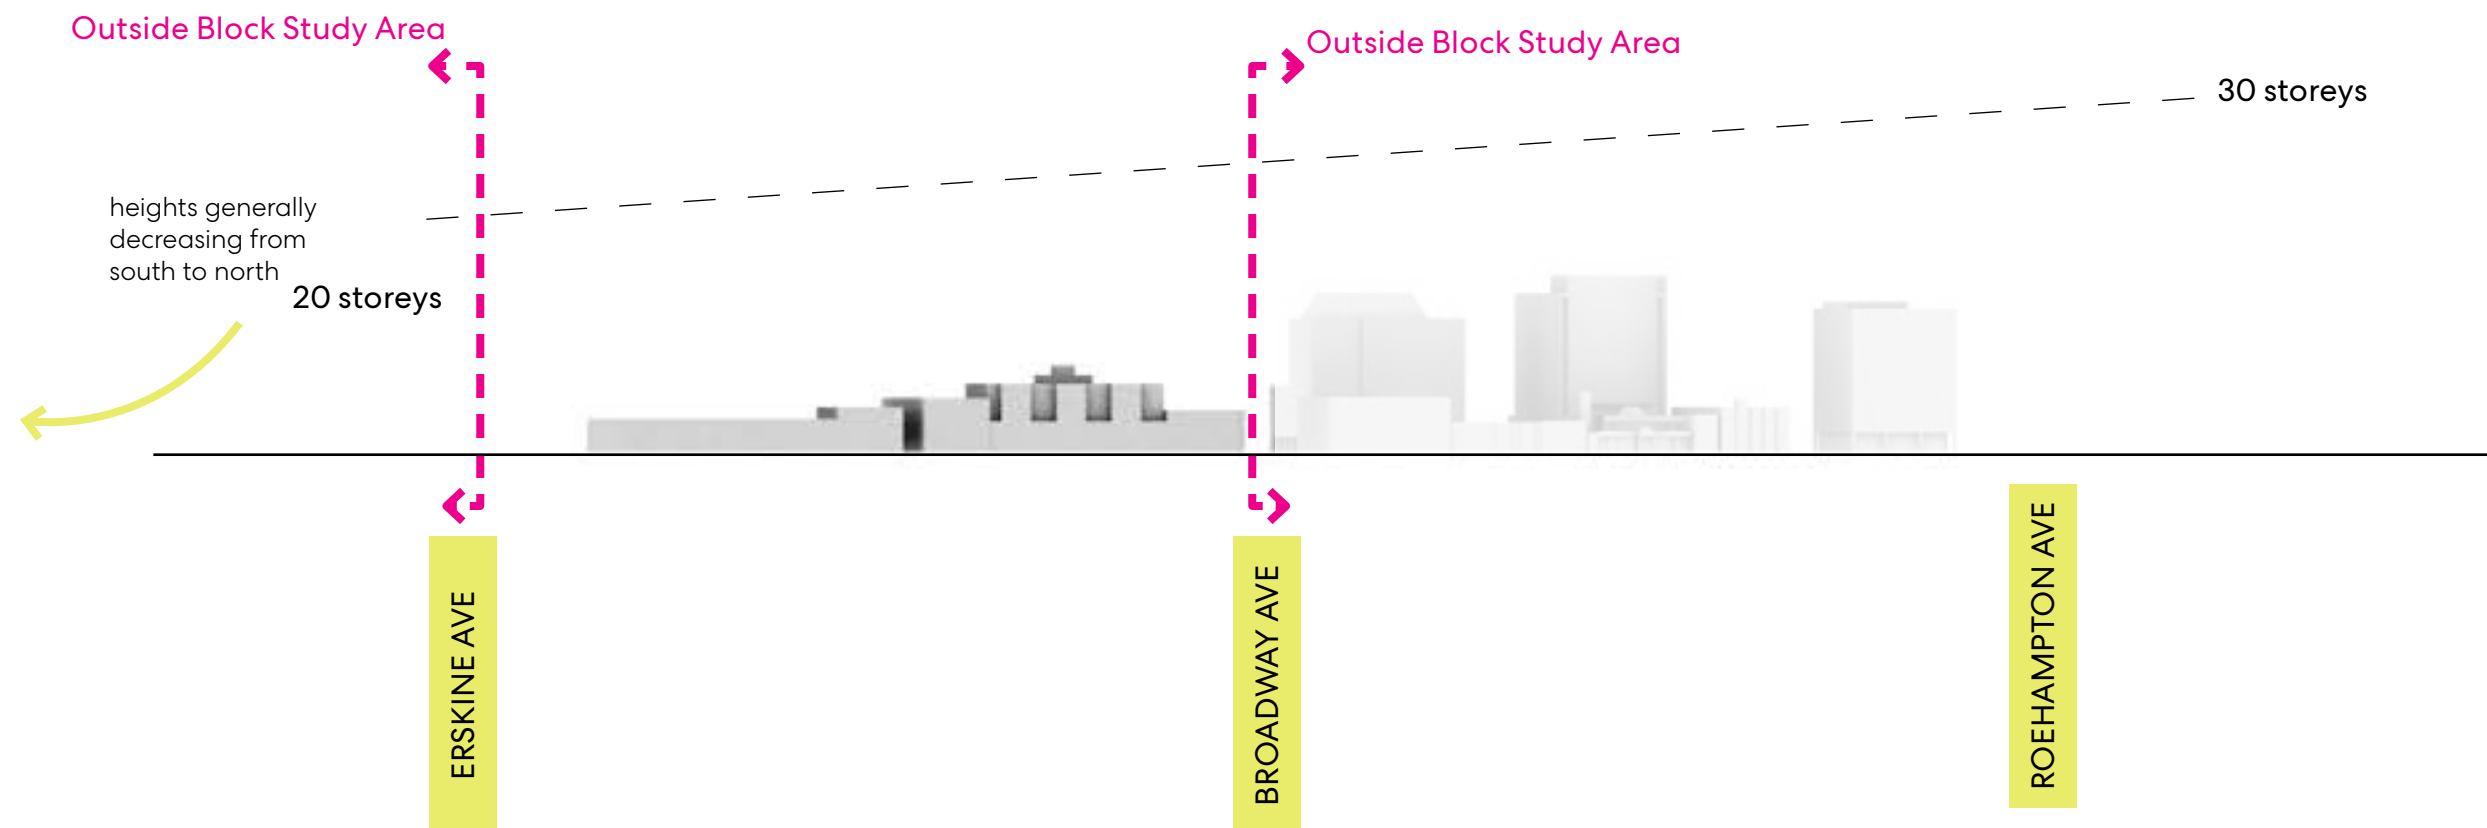 Outside Block Study Area
Outside Block Study Area
30 storeys
heights generally
decreasing from
south to north
20 storeys
ERSKINE AVE
BROADWAY AVE
ROEHAMPTON AVE